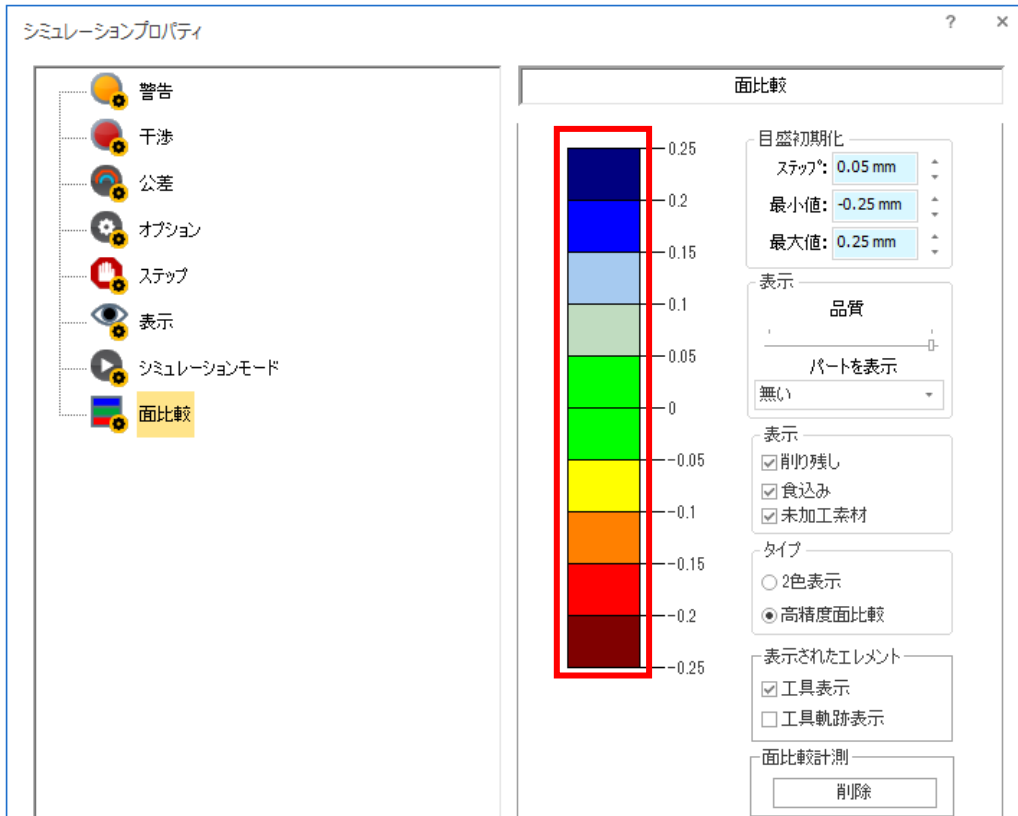 シミュレーションプロパティ
? ×
警告
干渉
公差
オプション
ステップ
表示
シミュレーションモード
面比較
面比較
0.25
0.2
0.15
0.1
0.05
0
-0.05
-0.1
-0.15
-0.2
-0.25
目盛初期化
ステップ: 0.05 mm
最小値: -0.25 mm
最大値: 0.25 mm
表示
品質
パートを表示
無い
表示
削り残し
食込み
未加工素材
タイプ
2色表示
高精度面比較
表示されたエレメント
工具表示
工具軌跡表示
面比較計測
削除